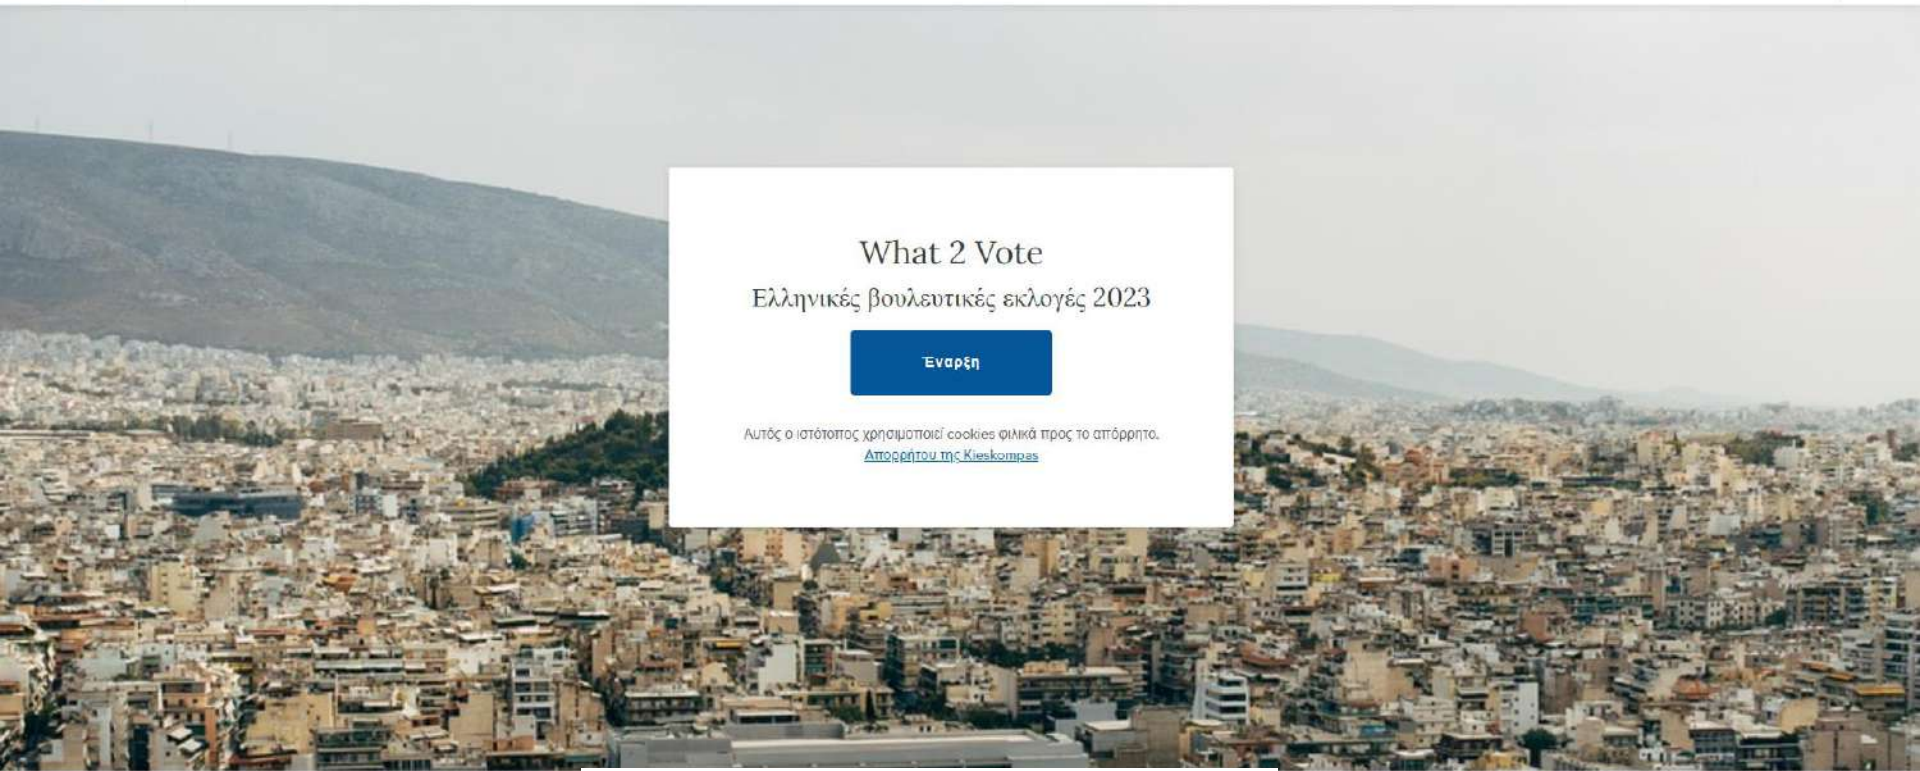 What 2 Vote
Ελληνικές βουλευτικές εκλογές 2023
Έναρξη
Αυτός ο ιστότοπος χρησιμοποιεί cookies φιλικά προς το απόρρητο.
Απορρήτου της Kieskompas